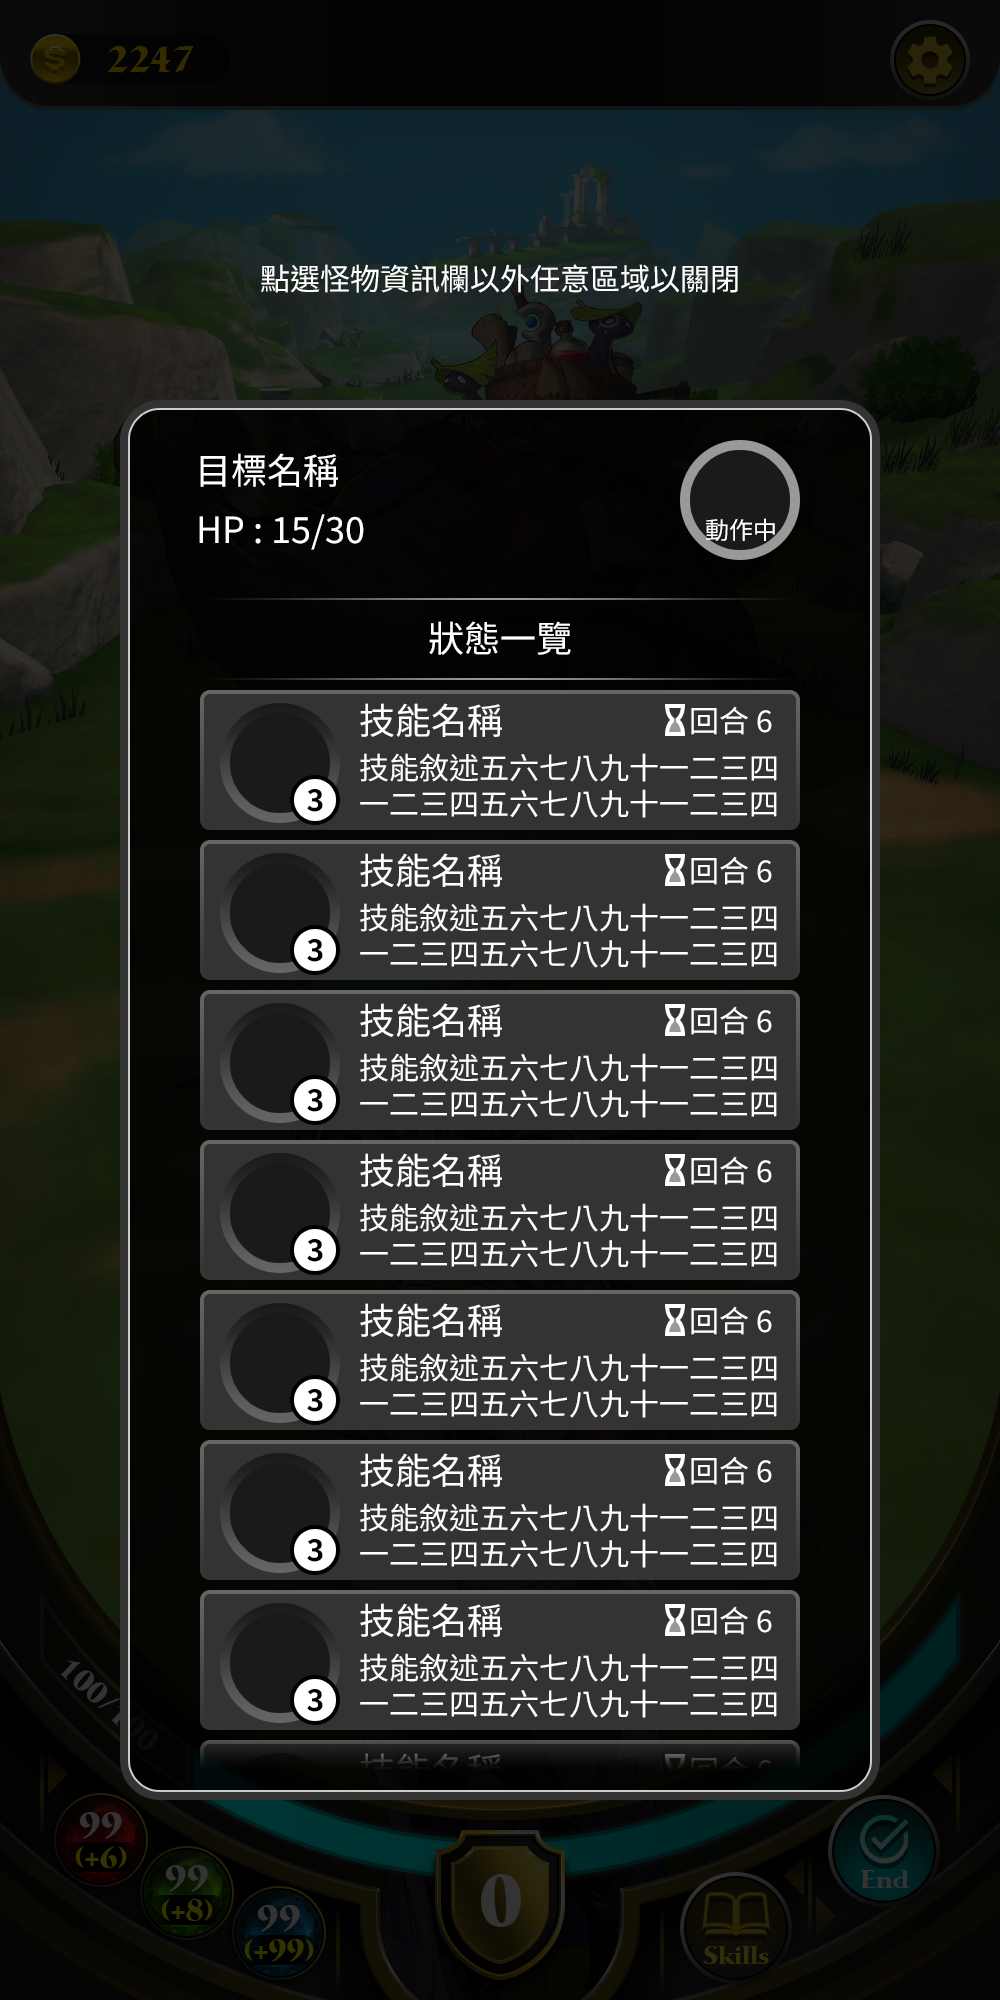 2247
點選怪物資訊欄以外任意區域以關閉
目標名稱
HP : 15/30
動作中
狀態一覽
技能名稱 回合 6
技能敘述五六七八九十一二三四
一二三四五六七八九十一二三四
3
技能名稱 回合 6
技能敘述五六七八九十一二三四
一二三四五六七八九十一二三四
3
技能名稱 回合 6
技能敘述五六七八九十一二三四
一二三四五六七八九十一二三四
3
技能名稱 回合 6
技能敘述五六七八九十一二三四
一二三四五六七八九十一二三四
3
技能名稱 回合 6
技能敘述五六七八九十一二三四
一二三四五六七八九十一二三四
3
技能名稱 回合 6
技能敘述五六七八九十一二三四
一二三四五六七八九十一二三四
3
技能名稱 回合 6
技能敘述五六七八九十一二三四
一二三四五六七八九十一二三四
3
技能名稱 回合 6
100/100
99
(+6)
99
(+8)
99
(+99)
0
Skills
End